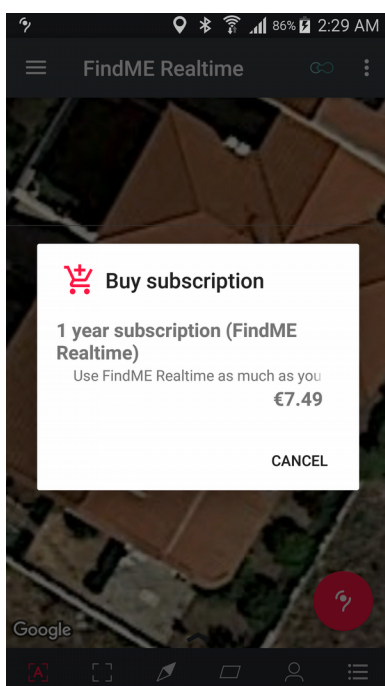 86% 2:29 AM
FindME Realtime
Buy subscription
1 year subscription (FindME
Realtime)
Use FindME Realtime as much as you
€7.49
CANCEL
Google
[A]